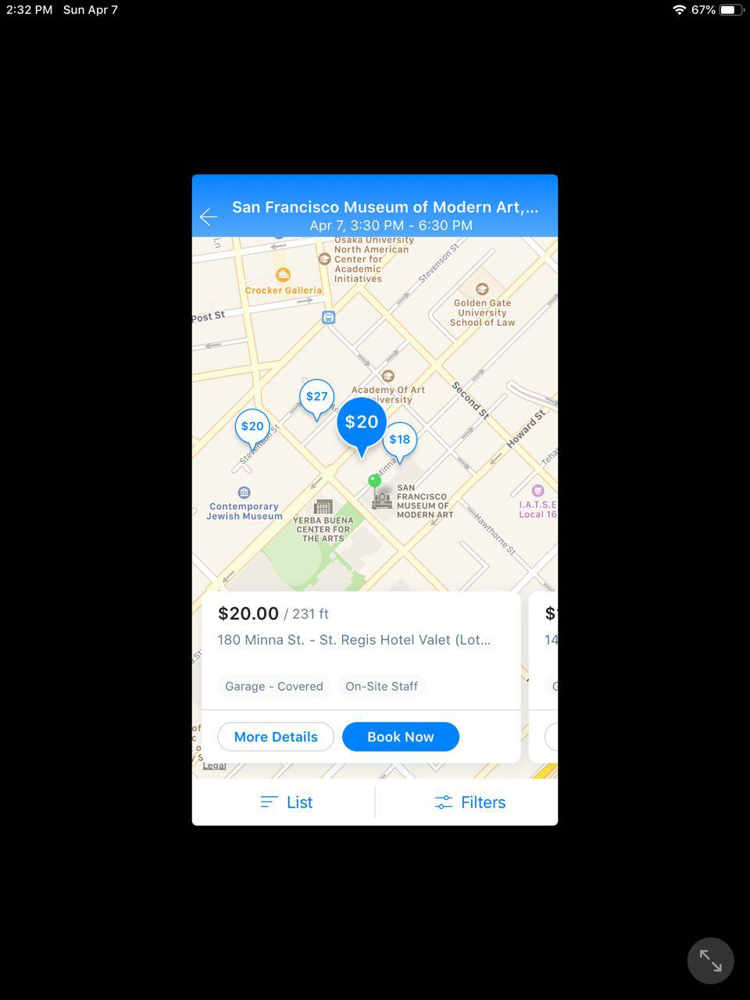 2:32 PM Sun Apr 7
67%
San Francisco Museum of Modern Art,...
Apr 7, 3:30 PM - 6:30 PM
Ln
Osaka University
North American
Center for
Academic
Initiatives
Stevenson St
Crocker Galleria
Golden Gate
University
School of Law
Post St
Academy Of Art
University
$27
Second St
$20
$20
$18
Howard St
Stevenson St
Minna
Teha
SAN
FRANCISCO
MUSEUM OF
MODERN ART
Contemporary
Jewish Museum
I.A.T.S.E
Local 16
YERBA BUENA
CENTER FOR
THE ARTS
Hawthorne St
$20.00 / 231 ft
180 Minna St. - St. Regis Hotel Valet (Lot...
14
Garage - Covered
On-Site Staff
More Details
Book Now
of
Legal
List
Filters